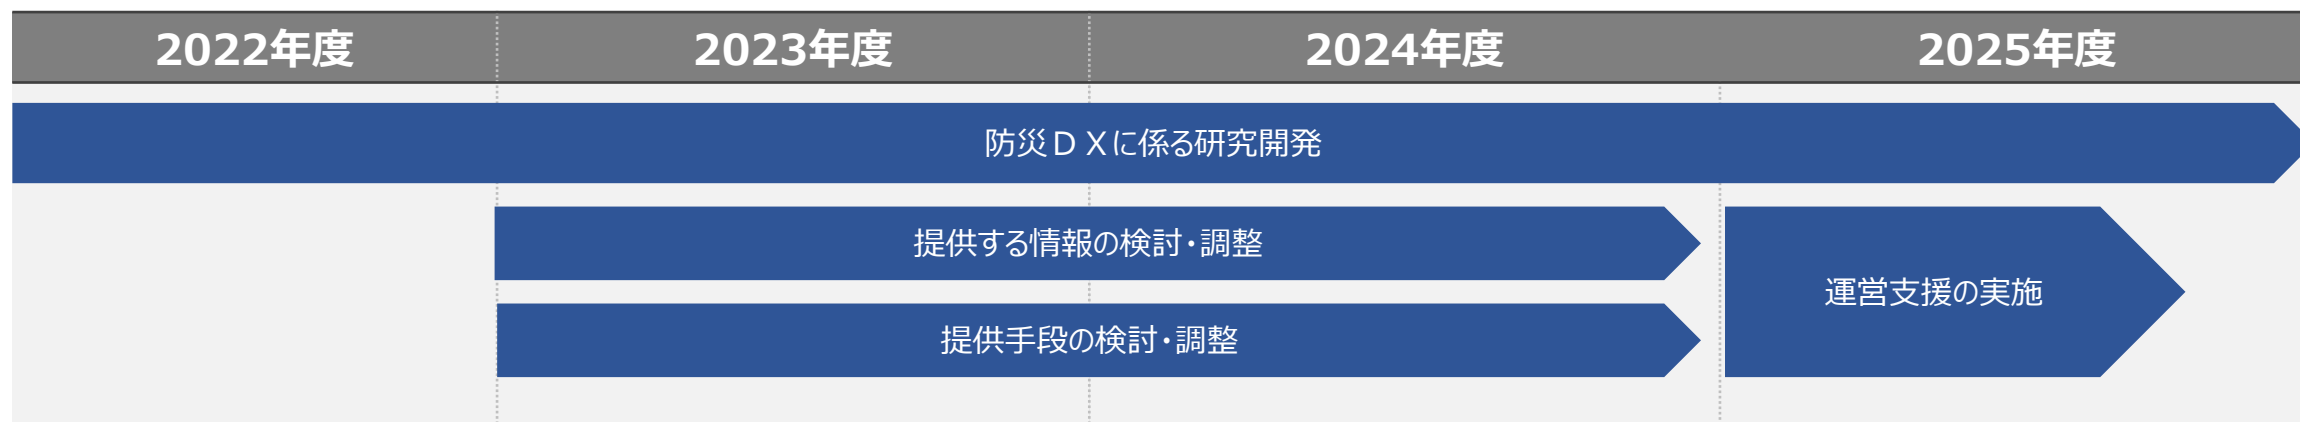 2022年度
2023年度
2024年度
2025年度
防災ＤＸに係る研究開発
提供する情報の検討・調整
提供手段の検討・調整
運営支援の実施